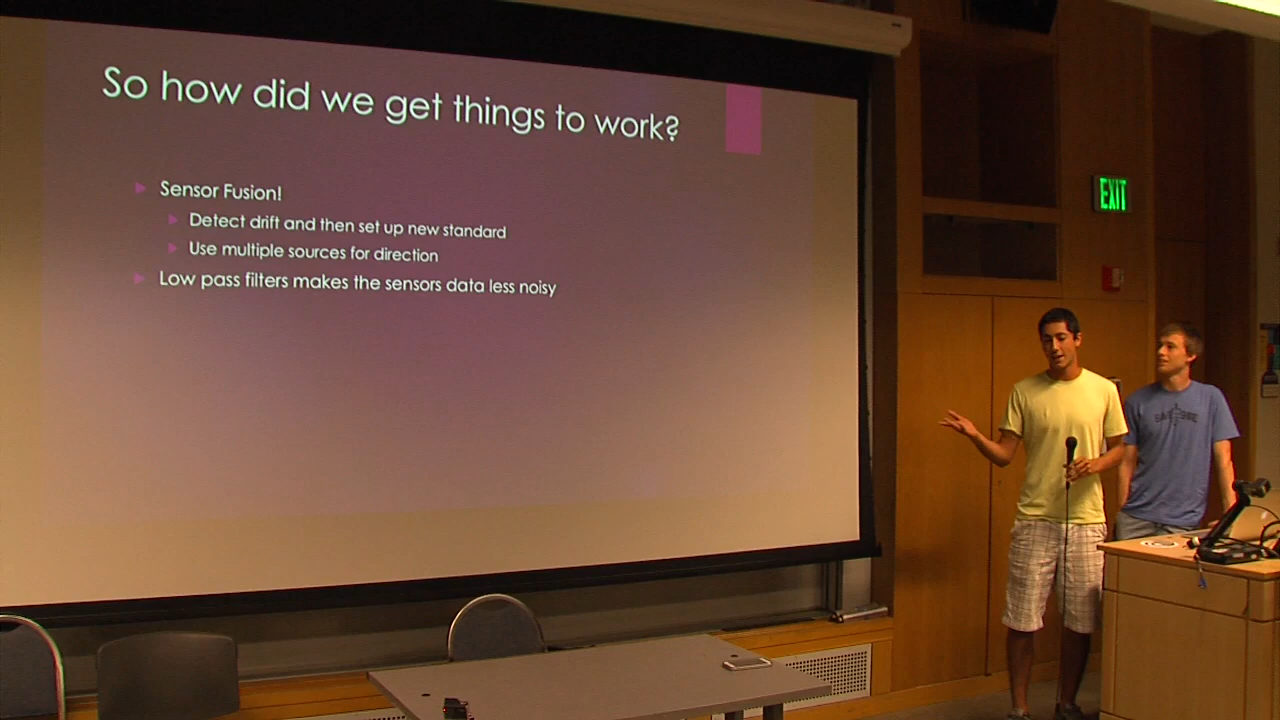 So how did we get things to work?
Sensor Fusion!
Detect drift and then set up new standard
Use multiple sources for direction
Low pass filters makes the sensors data less noisy
EXIT